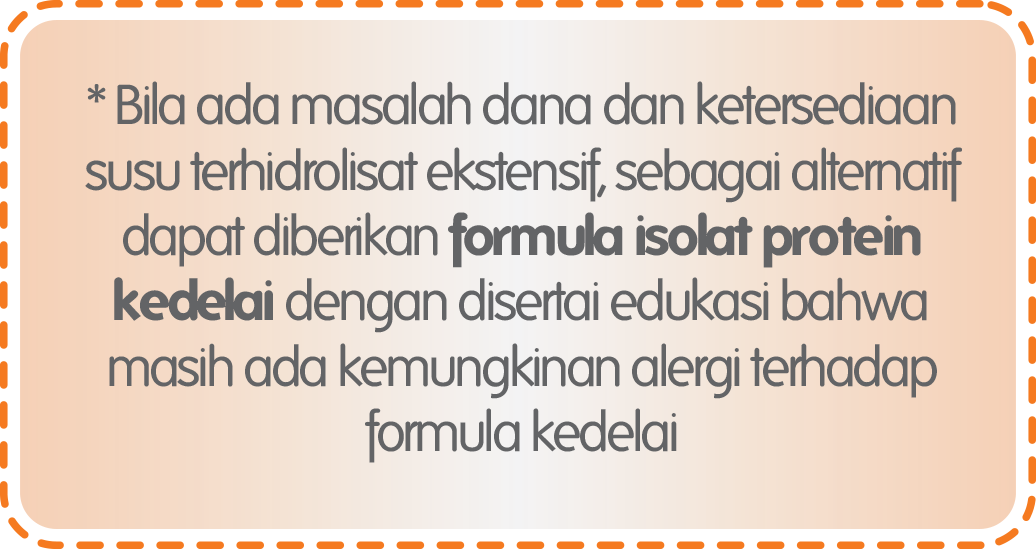 * Bila ada masalah dana dan ketersediaan
susu terhidrolisat ekstensif, sebagai alternatif
dapat diberikan formula isolat protein
kedelai dengan disertai edukasi bahwa
masih ada kemungkinan alergi terhadap
formula kedelai